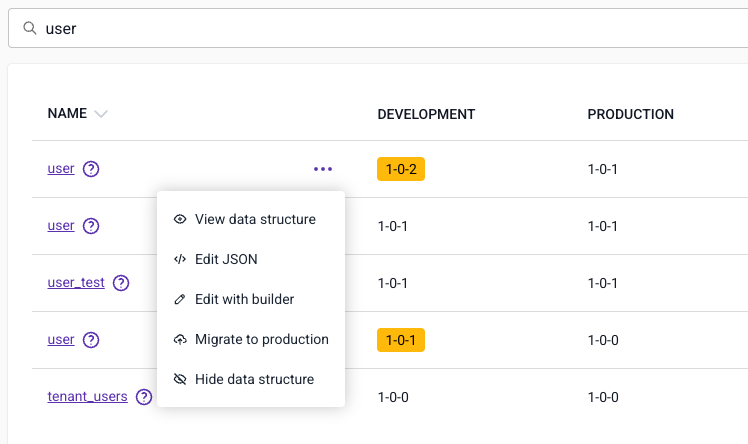 user
NAME DEVELOPMENT PRODUCTION
user 1-0-2 1-0-1
View data structure
user 1-0-1 1-0-1
Edit JSON
user_test 1-0-1 1-0-1
Edit with builder
user 1-0-1 1-0-0
Migrate to production
Hide data structure
tenant_users 1-0-0 1-0-0